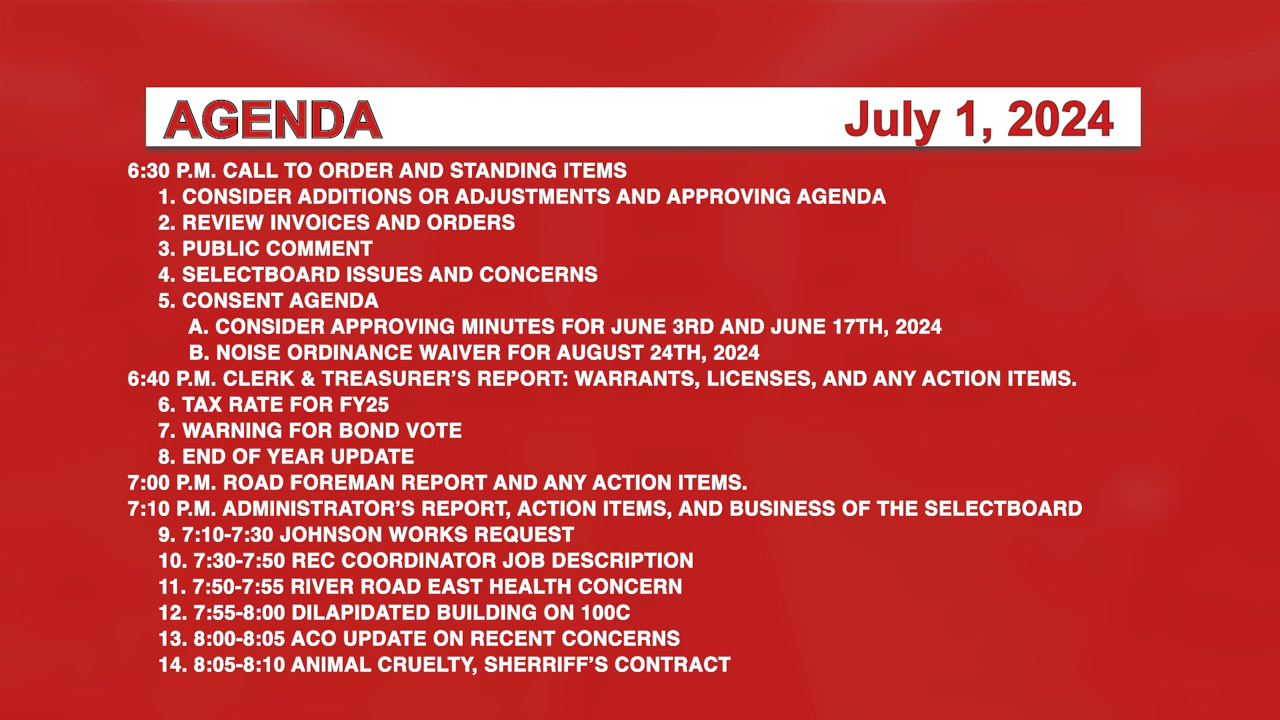 AGENDA July 1, 2024
6:30 P.M. CALL TO ORDER AND STANDING ITEMS
1. CONSIDER ADDITIONS OR ADJUSTMENTS AND APPROVING AGENDA
2. REVIEW INVOICES AND ORDERS
3. PUBLIC COMMENT
4. SELECTBOARD ISSUES AND CONCERNS
5. CONSENT AGENDA
A. CONSIDER APPROVING MINUTES FOR JUNE 3RD AND JUNE 17TH, 2024
B. NOISE ORDINANCE WAIVER FOR AUGUST 24TH, 2024
6:40 P.M. CLERK & TREASURER’S REPORT: WARRANTS, LICENSES, AND ANY ACTION ITEMS.
6. TAX RATE FOR FY25
7. WARNING FOR BOND VOTE
8. END OF YEAR UPDATE
7:00 P.M. ROAD FOREMAN REPORT AND ANY ACTION ITEMS.
7:10 P.M. ADMINISTRATOR’S REPORT, ACTION ITEMS, AND BUSINESS OF THE SELECTBOARD
9. 7:10-7:30 JOHNSON WORKS REQUEST
10. 7:30-7:50 REC COORDINATOR JOB DESCRIPTION
11. 7:50-7:55 RIVER ROAD EAST HEALTH CONCERN
12. 7:55-8:00 DILAPIDATED BUILDING ON 100C
13. 8:00-8:05 ACO UPDATE ON RECENT CONCERNS
14. 8:05-8:10 ANIMAL CRUELTY, SHERRIFF’S CONTRACT